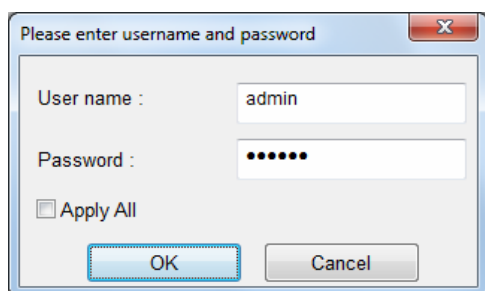 Please enter username and password
User name :
admin
Password :
••••••
Apply All
OK
Cancel